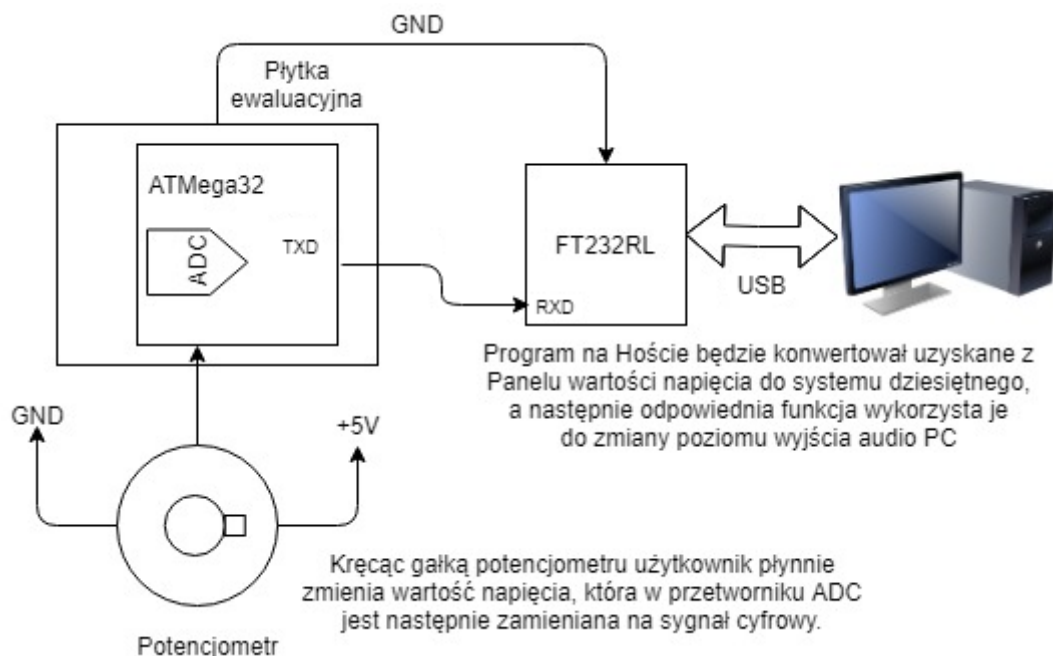 GND
Płytka
ewaluacyjna
ATMega32
ADC
TXD
FT232RL
RXD
USB
Program na Hoście będzie konwertował uzyskane z
Panelu wartości napięcia do systemu dziesiętnego,
a następnie odpowiednia funkcja wykorzysta je
do zmiany poziomu wyjścia audio PC
GND
+5V
Kręcąc gałką potencjometru użytkownik płynnie
zmienia wartość napięcia, która w przetworniku ADC
jest następnie zamieniana na sygnał cyfrowy.
Potencjometr